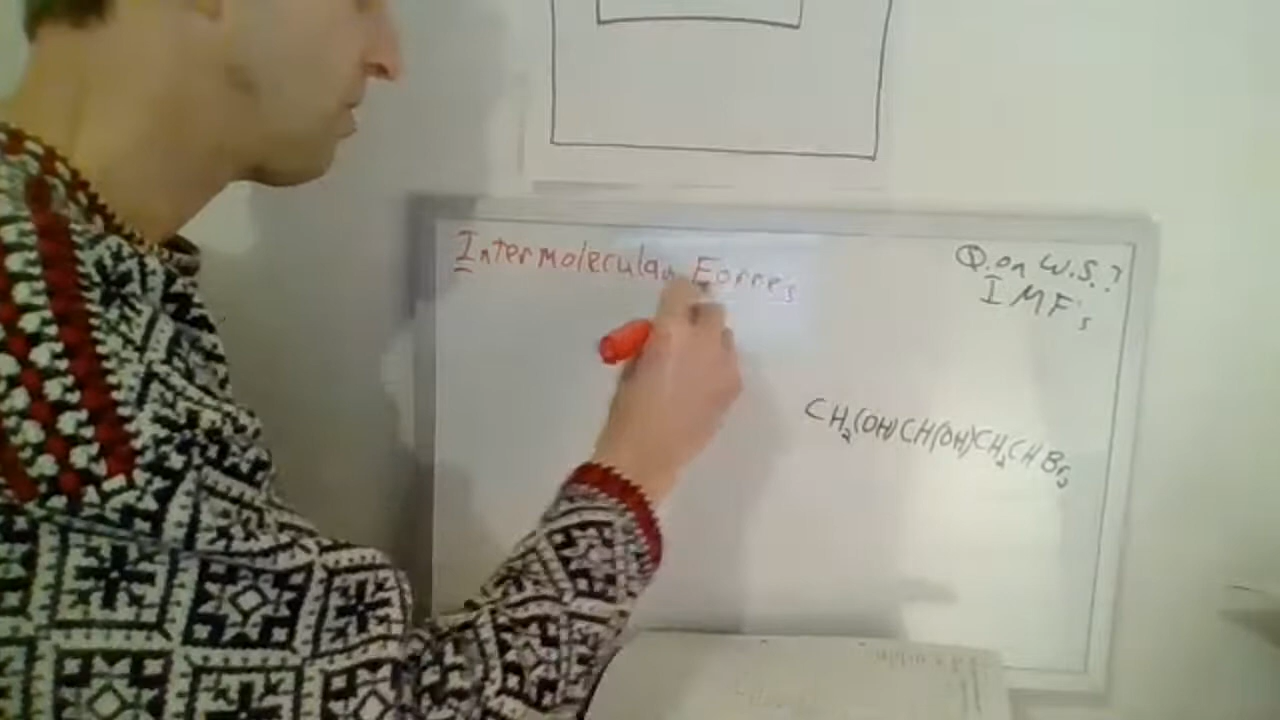 Intermolecular Forces
Q. on W.S.?
IMF's
CH₂(OH)CH(OH)CH₂CHBr₂